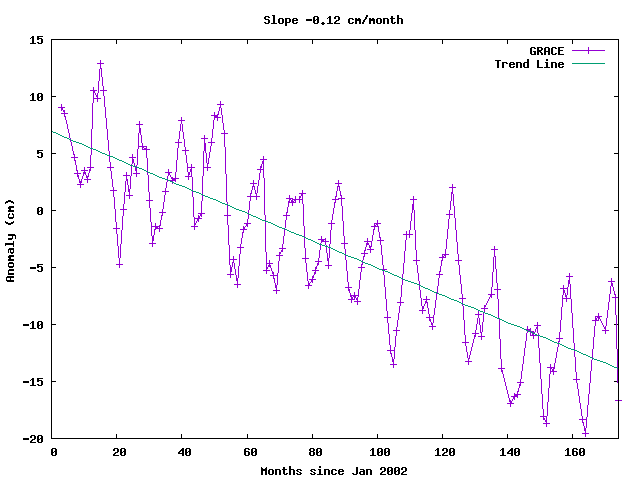 Slope -0.12 cm/month
GRACE
Trend Line
15
10
5
0
-5
-10
-15
-20
Anomaly (cm)
0 20 40 60 80 100 120 140 160
Months since Jan 2002